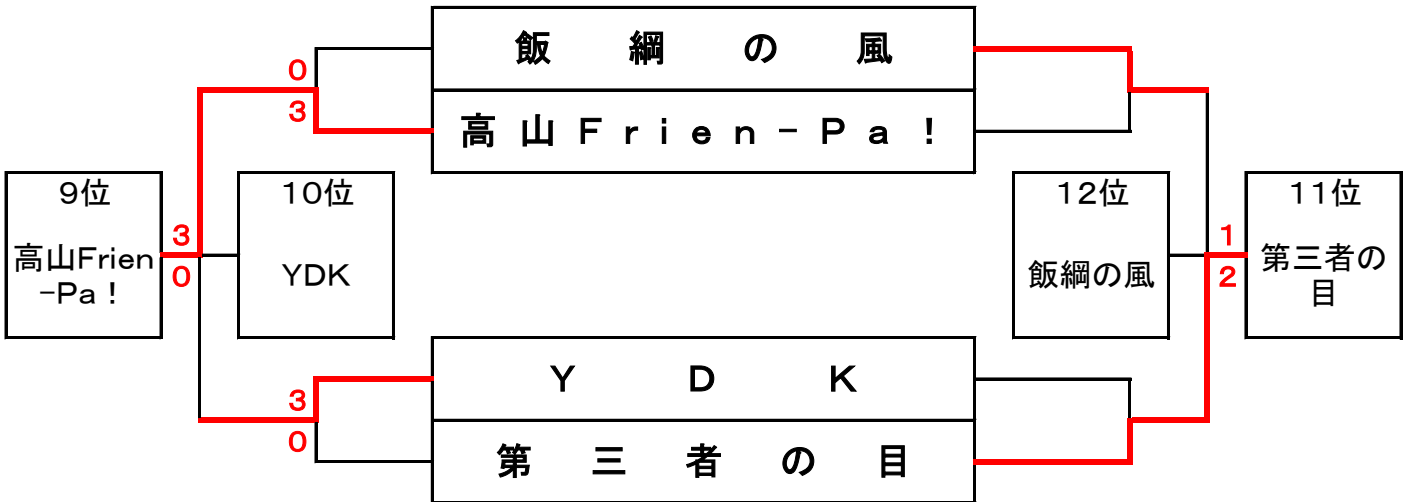 飯綱の風
0
3
高山Frien-Pa!
9位
10位
12位
11位
3
0
高山Frien
-Pa!
YDK
飯綱の風
1
2
第三者の
目
YDK
3
0
第三者の目